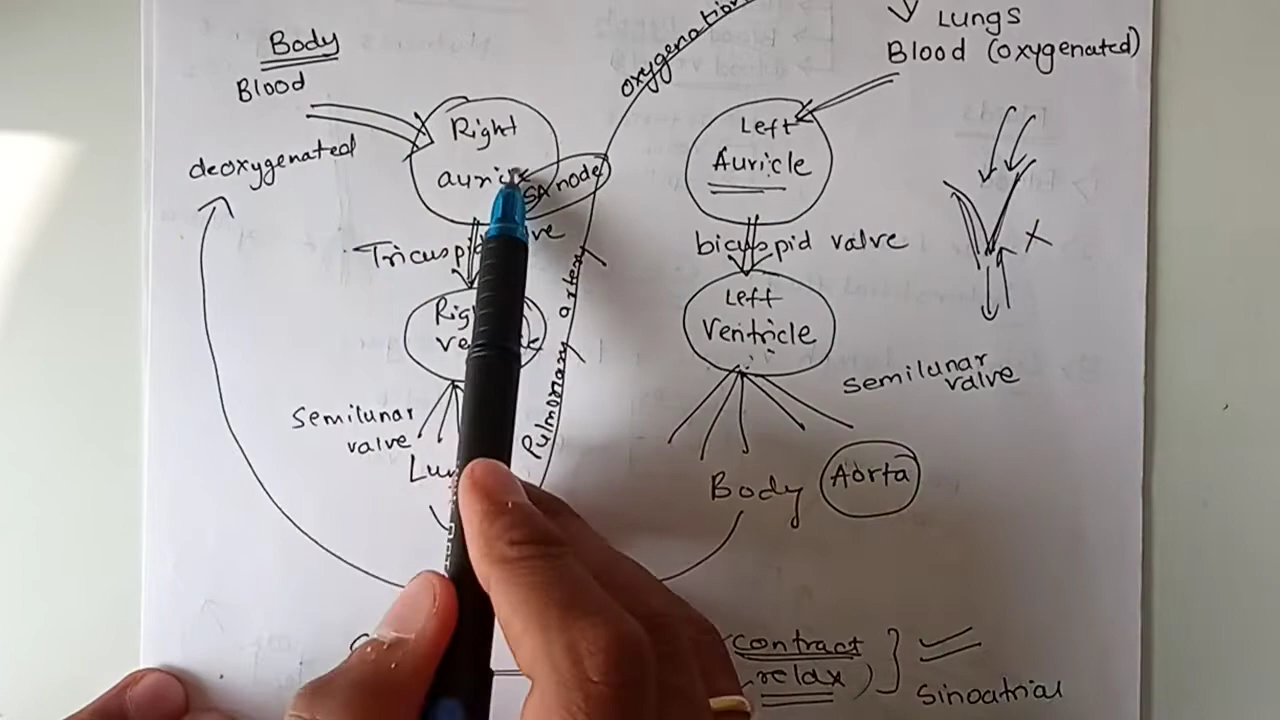 Body
Blood
deoxygenated
Right
SA node
Tricuspid
oxygenation
Lungs
Blood (oxygenated)
Left
Auricle
bicuspid valve
Left
Ventricle
semilunar
valve
Semilunar
valve
Pulmonary artery
Body
Aorta
contract
relax
Sinoatrial